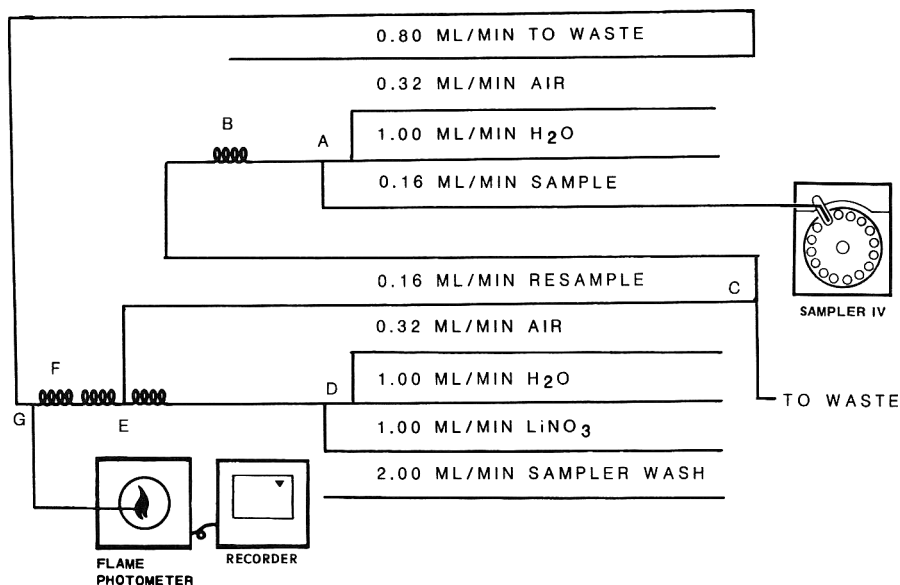 0.80 ML/MIN TO WASTE
0.32 ML/MIN AIR
B
A
1.00 ML/MIN H2O
0.16 ML/MIN SAMPLE
0.16 ML/MIN RESAMPLE
C
SAMPLER IV
0.32 ML/MIN AIR
F
D
1.00 ML/MIN H2O
TO WASTE
G
E
1.00 ML/MIN LiNO3
2.00 ML/MIN SAMPLER WASH
FLAME
PHOTOMETER
RECORDER